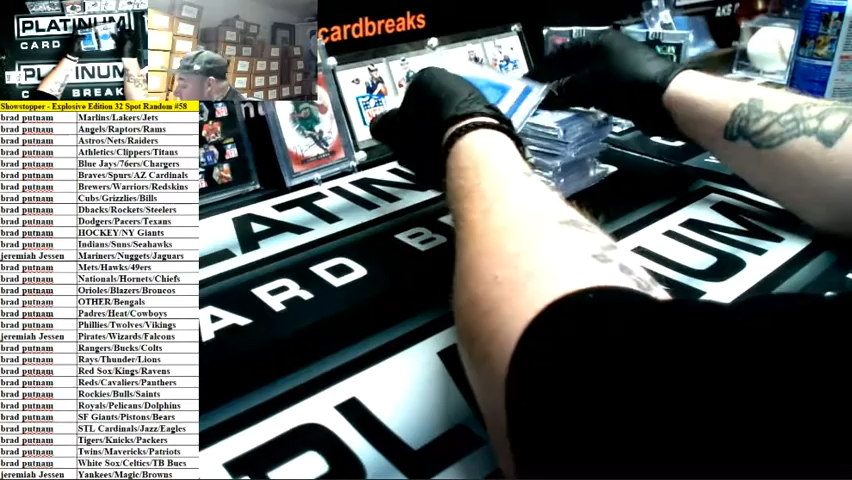 PLATINUM
CARD
PLATINUM
BREAK
cardbreaks
Showstopper - Explosive Edition 32 Spot Random #58
brad putnam Marlins/Lakers/Jets
brad putnam Angels/Raptors/Rams
brad putnam Astros/Nets/Raiders
brad putnam Athletics/Clippers/Titans
brad putnam Blue Jays/76ers/Chargers
brad putnam Braves/Spurs/AZ Cardinals
brad putnam Brewers/Warriors/Redskins
brad putnam Cubs/Grizzlies/Bills
brad putnam Dbacks/Rockets/Steelers
brad putnam Dodgers/Pacers/Texans
brad putnam HOCKEY/NY Giants
brad putnam Indians/Suns/Seahawks
jeremiah Jessen Mariners/Nuggets/Jaguars
brad putnam Mets/Hawks/49ers
brad putnam Nationals/Hornets/Chiefs
brad putnam Orioles/Blazers/Broncos
brad putnam OTHER/Bengals
brad putnam Padres/Heat/Cowboys
brad putnam Phillies/Twolves/Vikings
jeremiah Jessen Pirates/Wizards/Falcons
brad putnam Rangers/Bucks/Colts
brad putnam Rays/Thunder/Lions
brad putnam Red Sox/Kings/Ravens
brad putnam Reds/Cavaliers/Panthers
brad putnam Rockies/Bulls/Saints
brad putnam Royals/Pelicans/Dolphins
brad putnam SF Giants/Pistons/Bears
brad putnam STL Cardinals/Jazz/Eagles
brad putnam Tigers/Knicks/Packers
brad putnam Twins/Mavericks/Patriots
brad putnam White Sox/Celtics/TB Bucs
jeremiah Jessen Yankees/Magic/Browns
LATIN UM
ARD B
PL UM